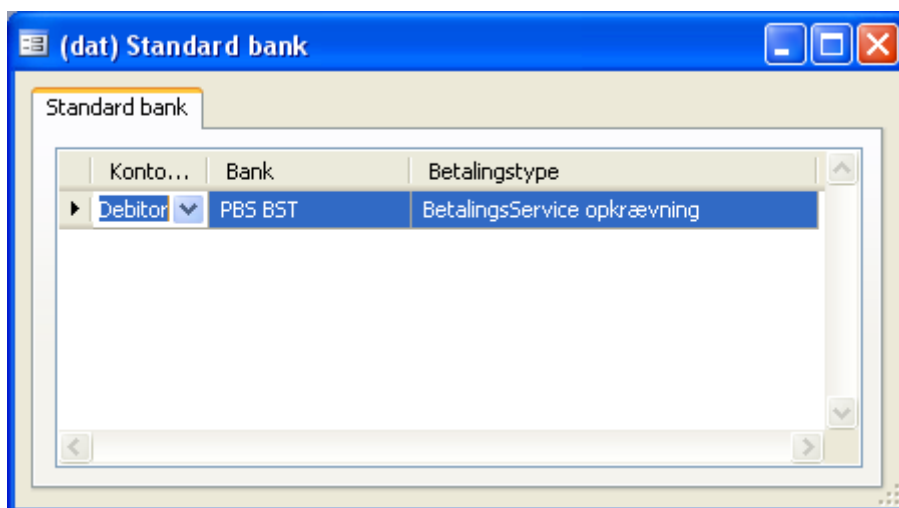 (dat) Standard bank
Standard bank
Konto... Bank Betalingstype
Debitor PBS BST BetalingsService opkrævning